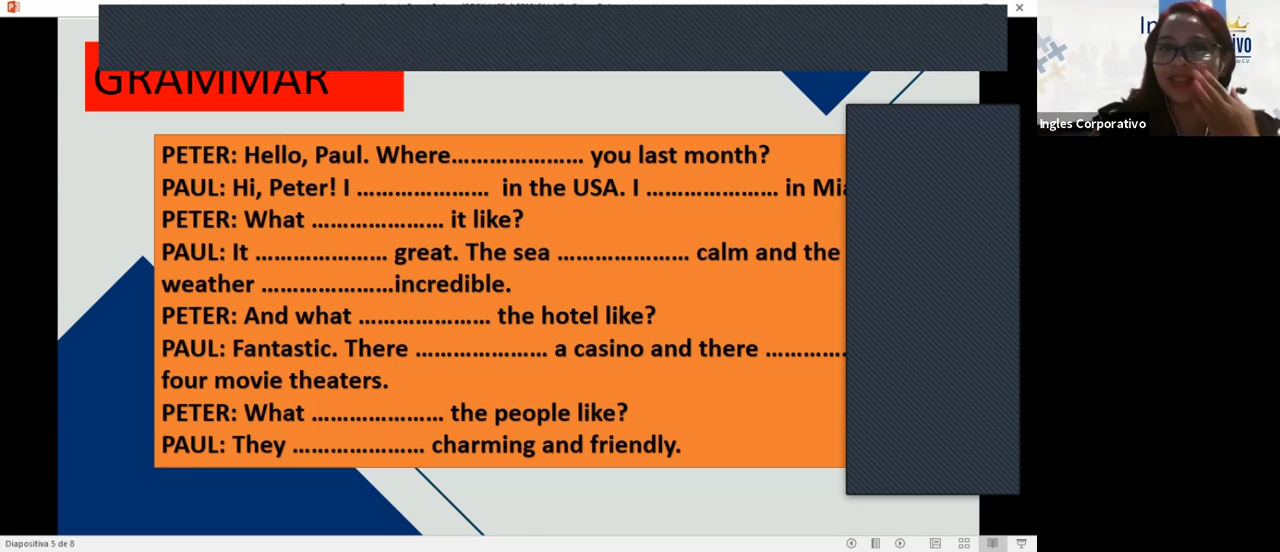 GRAMMAR
PETER: Hello, Paul. Where………………… you last month?
PAUL: Hi, Peter! I ………………… in the USA. I ………………… in
PETER: What ………………… it like?
PAUL: It ………………… great. The sea ………………… calm and the
weather …………………incredible.
PETER: And what ………………… the hotel like?
PAUL: Fantastic. There ………………… a casino and there ………….
four movie theaters.
PETER: What ………………… the people like?
PAUL: They ………………… charming and friendly.
Ingles Corporativo
Diapositiva 5 de 8